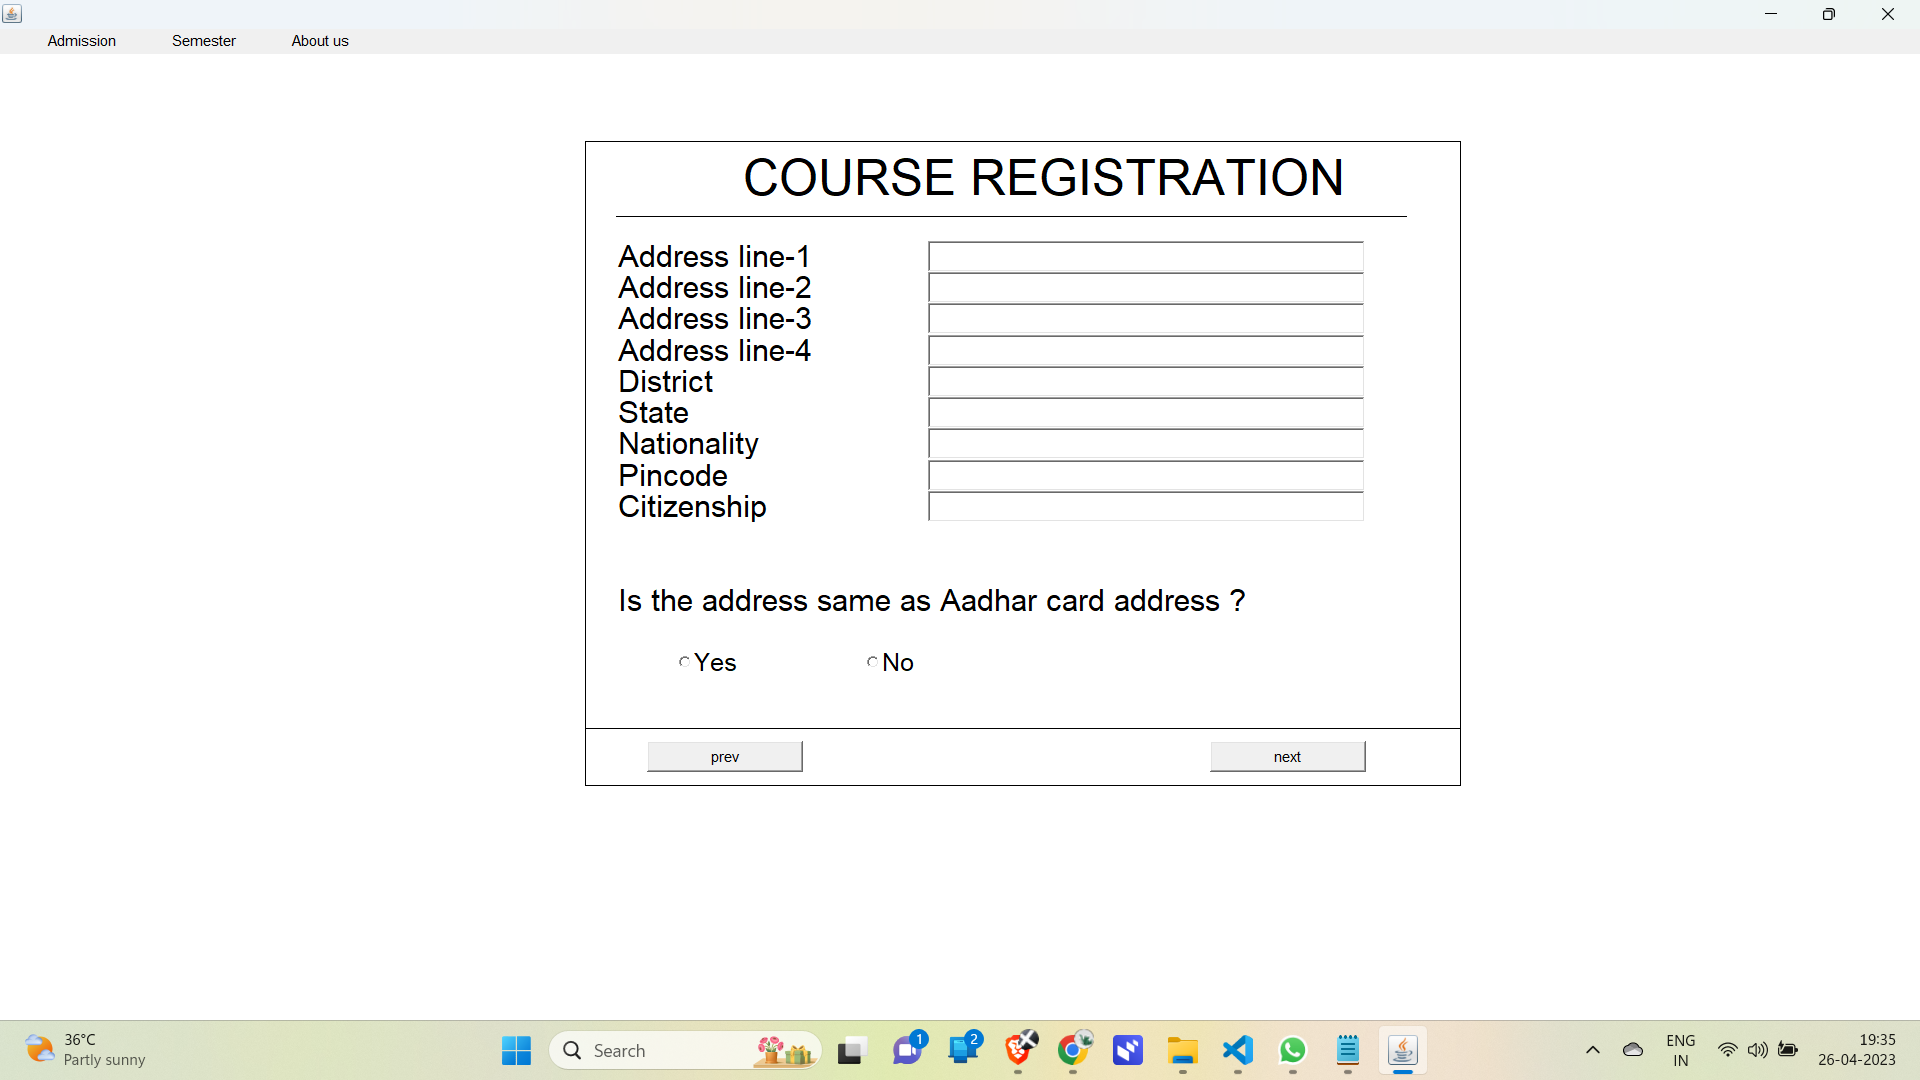 Admission Semester About us
COURSE REGISTRATION
Address line-1
Address line-2
Address line-3
Address line-4
District
State
Nationality
Pincode
Citizenship
Is the address same as Aadhar card address ?
Yes No
prev next
36°C
Partly sunny
Search
1
2
ENG
IN
19:35
26-04-2023